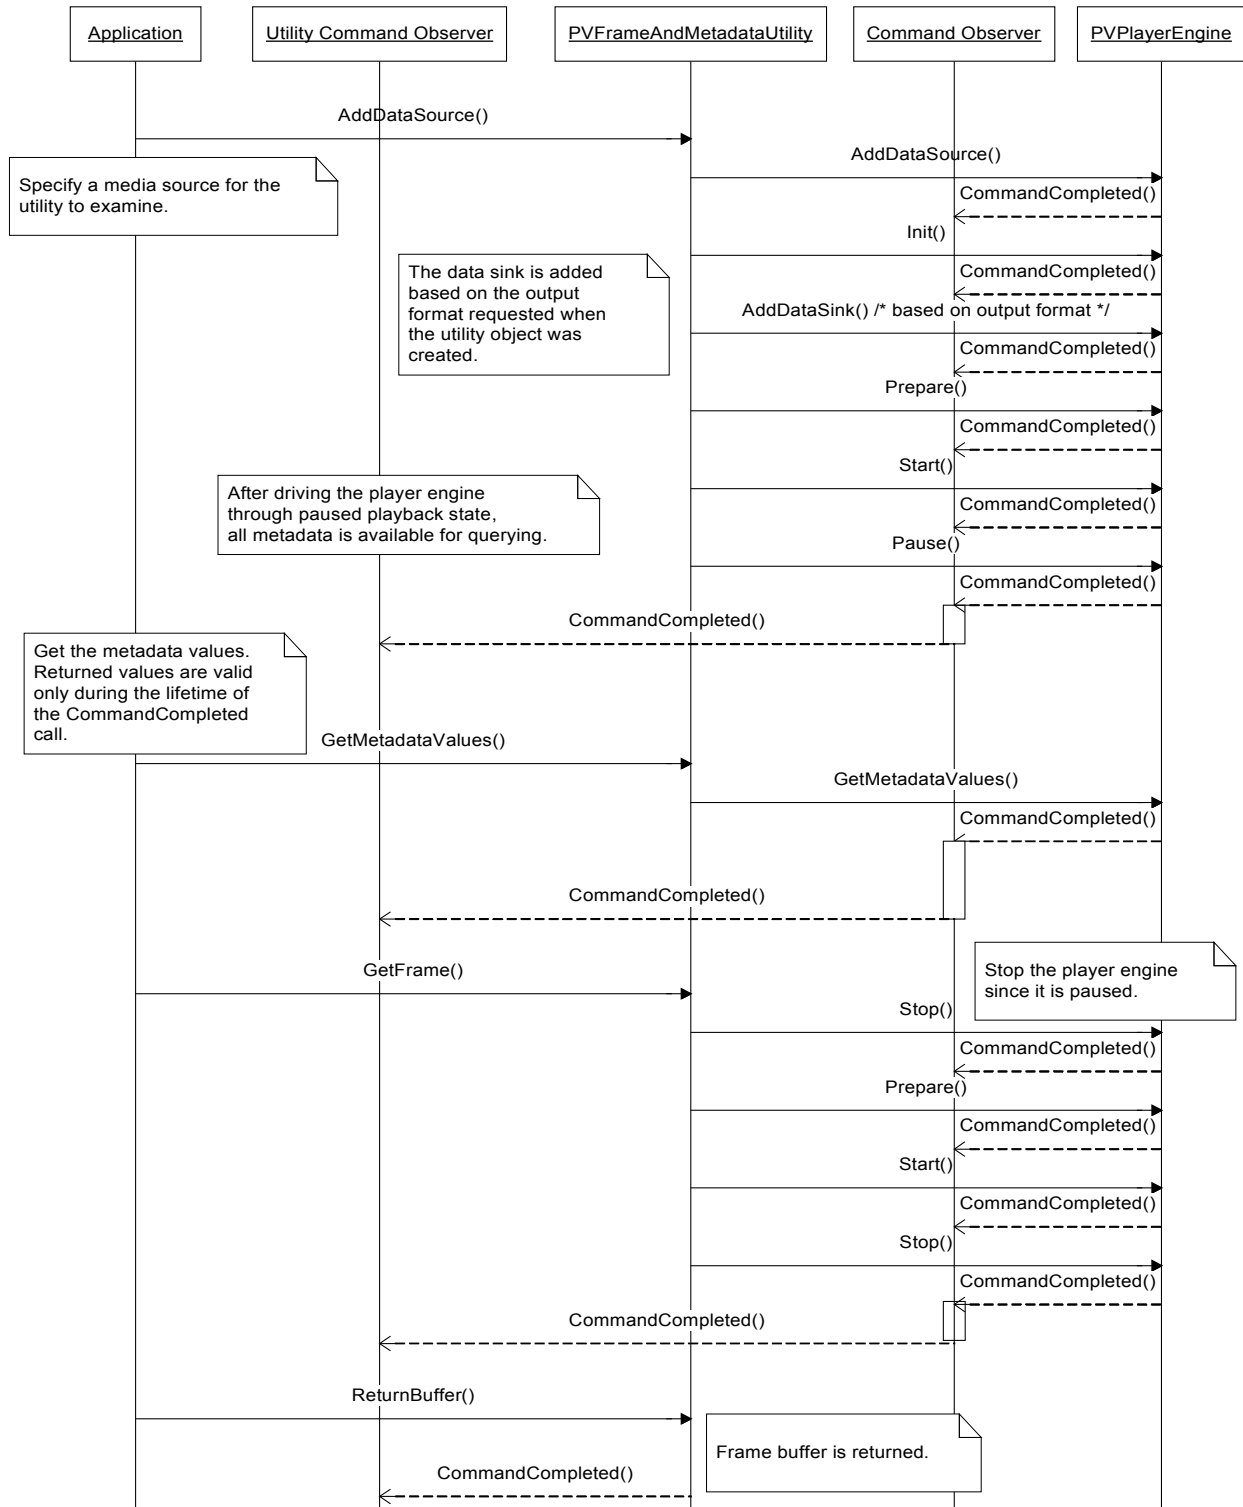 Application
Utility Command Observer
PVFrameAndMetadataUtility
Command Observer
PVPlayerEngine
AddDataSource()
AddDataSource()
Specify a media source for the
utility to examine.
CommandCompleted()
Init()
The data sink is added
based on the output
format requested when
the utility object was
created.
CommandCompleted()
AddDataSink() /* based on output format */
CommandCompleted()
Prepare()
CommandCompleted()
Start()
After driving the player engine
through paused playback state,
all metadata is available for querying.
CommandCompleted()
Pause()
CommandCompleted()
CommandCompleted()
Get the metadata values.
Returned values are valid
only during the lifetime of
the CommandCompleted
call.
GetMetadataValues()
GetMetadataValues()
CommandCompleted()
CommandCompleted()
GetFrame()
Stop the player engine
since it is paused.
Stop()
CommandCompleted()
Prepare()
CommandCompleted()
Start()
CommandCompleted()
Stop()
CommandCompleted()
CommandCompleted()
ReturnBuffer()
Frame buffer is returned.
CommandCompleted()